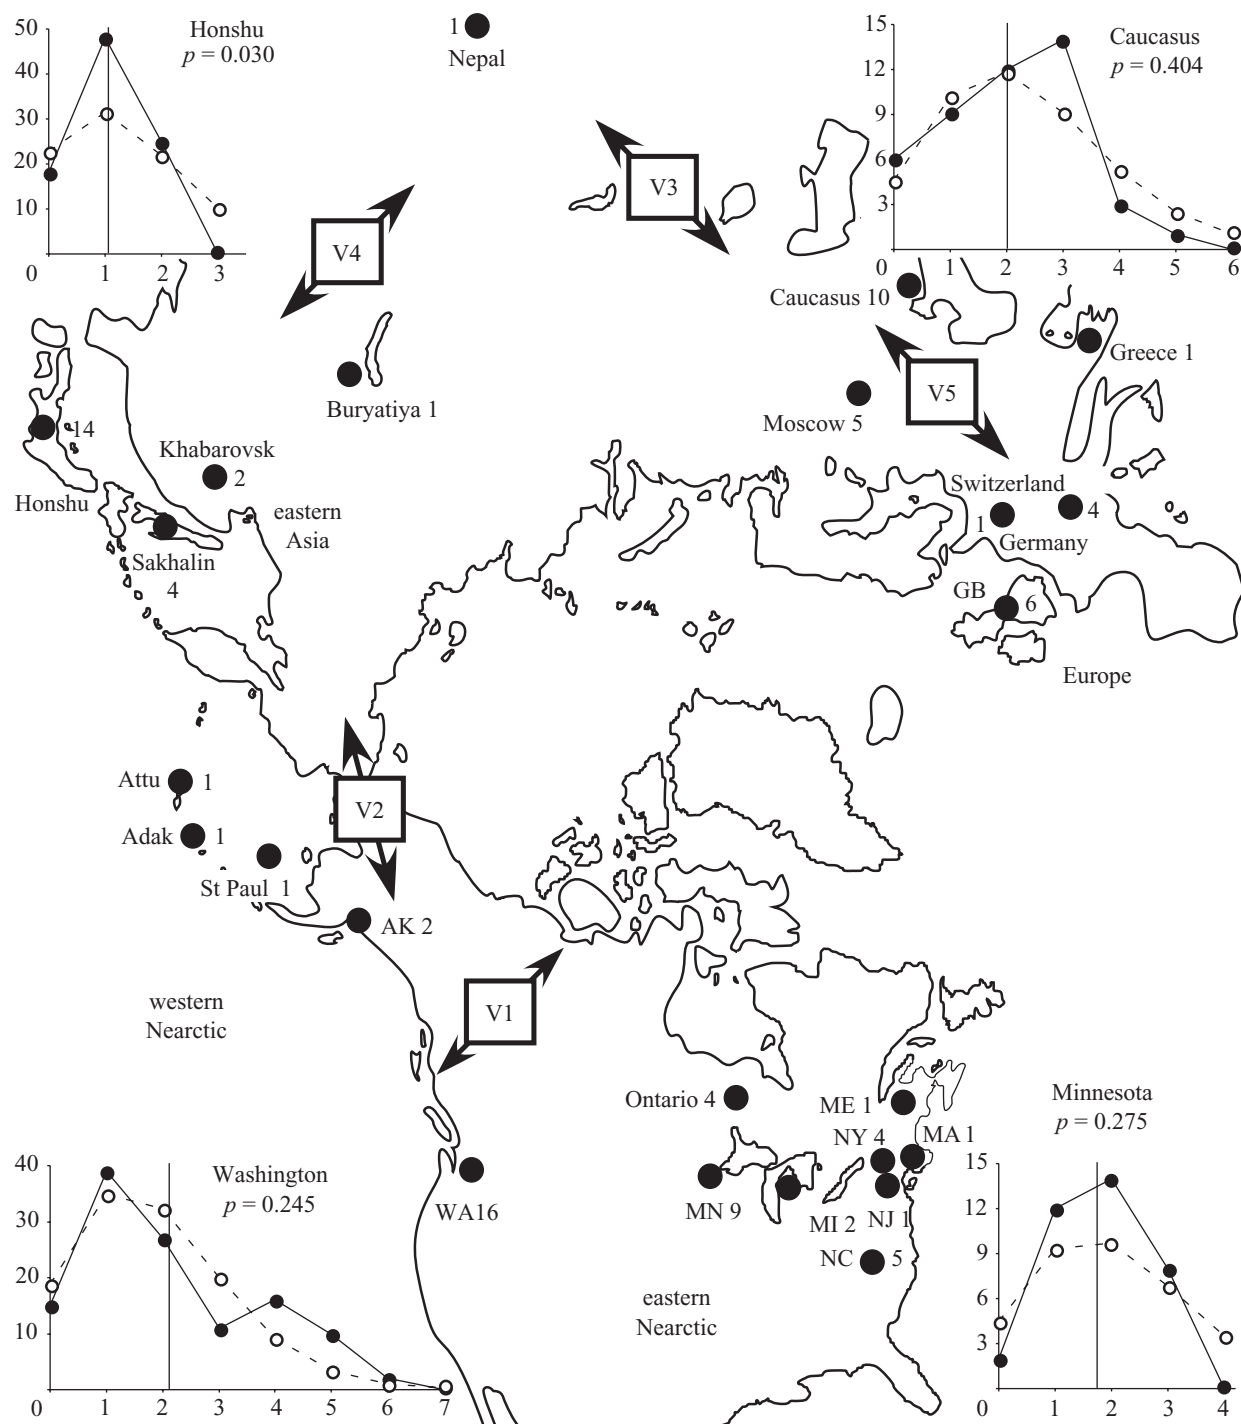 Honshu
p = 0.030
50
40
30
20
10
0
1
2
3
1
Nepal
Caucasus
p = 0.404
15
12
9
6
3
0
1
2
3
4
5
6
V3
V4
Caucasus 10
Greece 1
V5
Moscow 5
Buryatiya 1
14
Honshu
Khabarovsk
2
eastern
Asia
Sakhalin
4
Switzerland
1
4
Germany
GB
6
Europe
Attu 1
Adak 1
St Paul 1
V2
AK 2
western
Nearctic
V1
Ontario 4
ME 1
NY 4
MA 1
MN 9
MI 2
NJ 1
NC 5
WA16
eastern
Nearctic
Washington
p = 0.245
40
30
20
10
0
1
2
3
4
5
6
7
Minnesota
p = 0.275
15
12
9
6
3
0
1
2
3
4